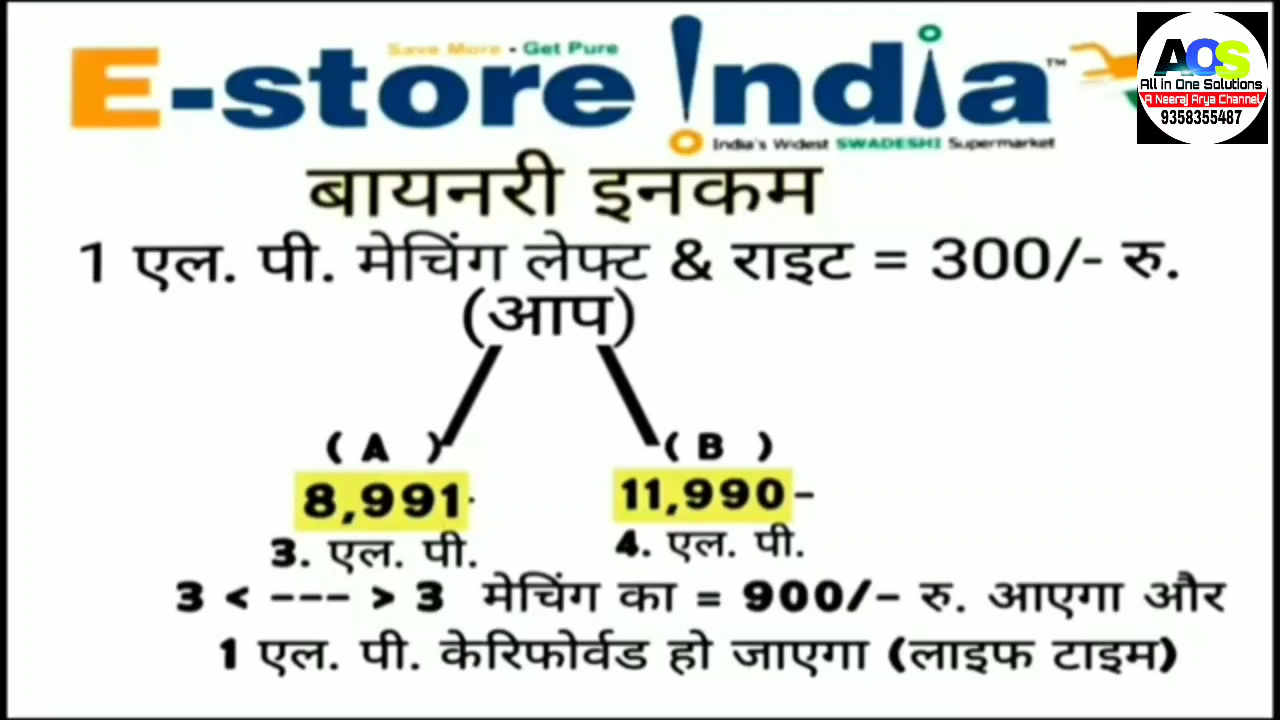 Save More - Get Pure
E-store India™
India's Widest SWADESHI Supermarket
AOS
All in One Solutions
A Neeraj Arya Channel
9358355487
बायनरी इनकम
1 एल. पी. मेचिंग लेफ्ट & राइट = 300/- रु.
(आप)
( A ) ( B )
8,991 11,990-
3. एल. पी. 4. एल. पी.
3 < --- > 3 मेचिंग का = 900/- रु. आएगा और
1 एल. पी. केरिफोर्वड हो जाएगा (लाइफ टाइम)